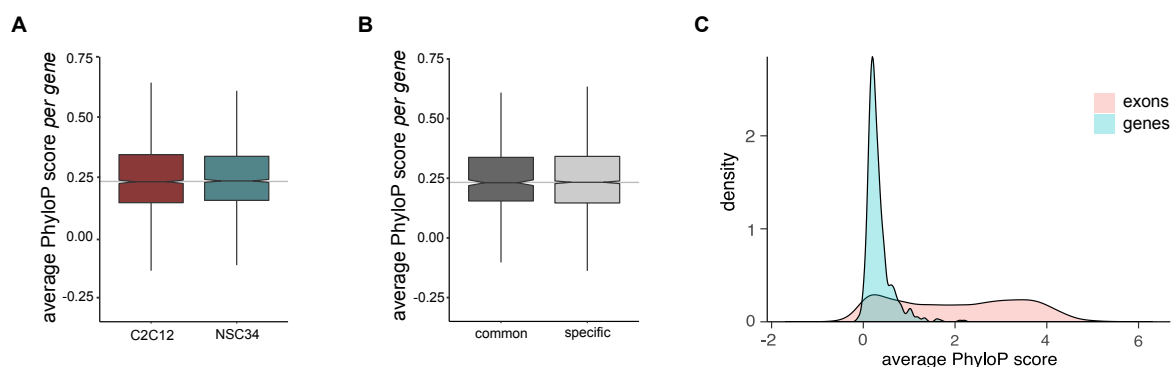 A
average PhyloP score per gene
0.75
0.50
0.25
0.00
-0.25
C2C12
NSC34
B
average PhyloP score per gene
0.75
0.50
0.25
0.00
-0.25
common
specific
C
density
2
1
0
-2
0
2
4
6
average PhyloP score
exons
genes